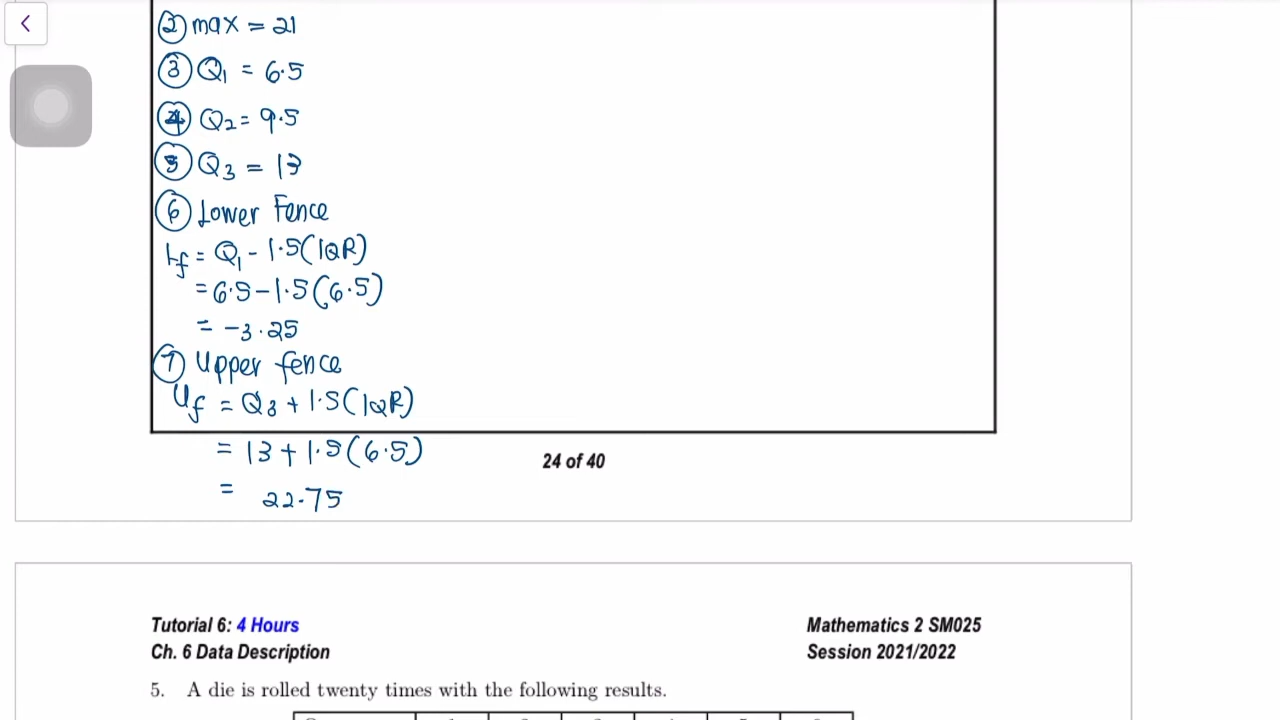 ② max = 21
③ Q₁ = 6.5
④ Q₂ = 9.5
⑤ Q₃ = 13
⑥ Lower Fence
Lf = Q₁ - 1.5(IQR)
= 6.5 - 1.5(6.5)
= -3.25
⑦ Upper fence
Uf = Q₃ + 1.5(IQR)
= 13 + 1.5(6.5)
= 22.75
24 of 40
Tutorial 6: 4 Hours
Mathematics 2 SM025
Ch. 6 Data Description
Session 2021/2022
5. A die is rolled twenty times with the following results.